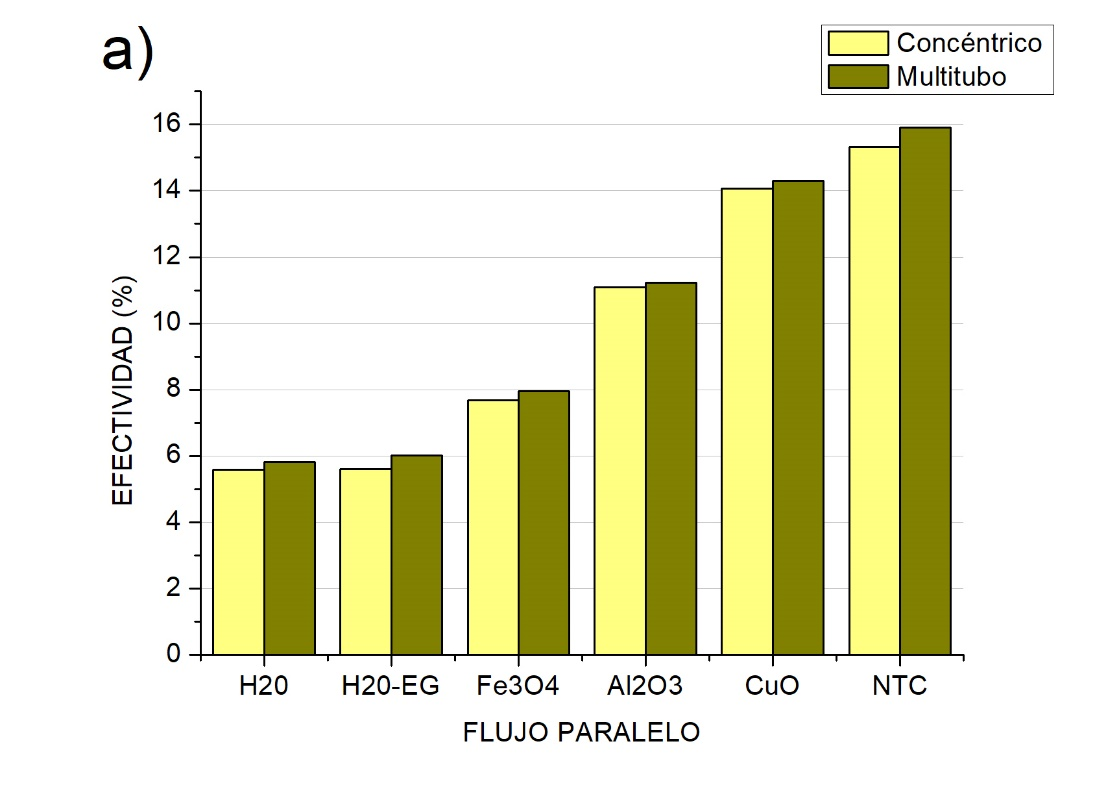 a)
Concéntrico
Multitubo
EFECTIVIDAD (%)
16
14
12
10
8
6
4
2
0
H20 H20-EG Fe3O4 Al2O3 CuO NTC
FLUJO PARALELO